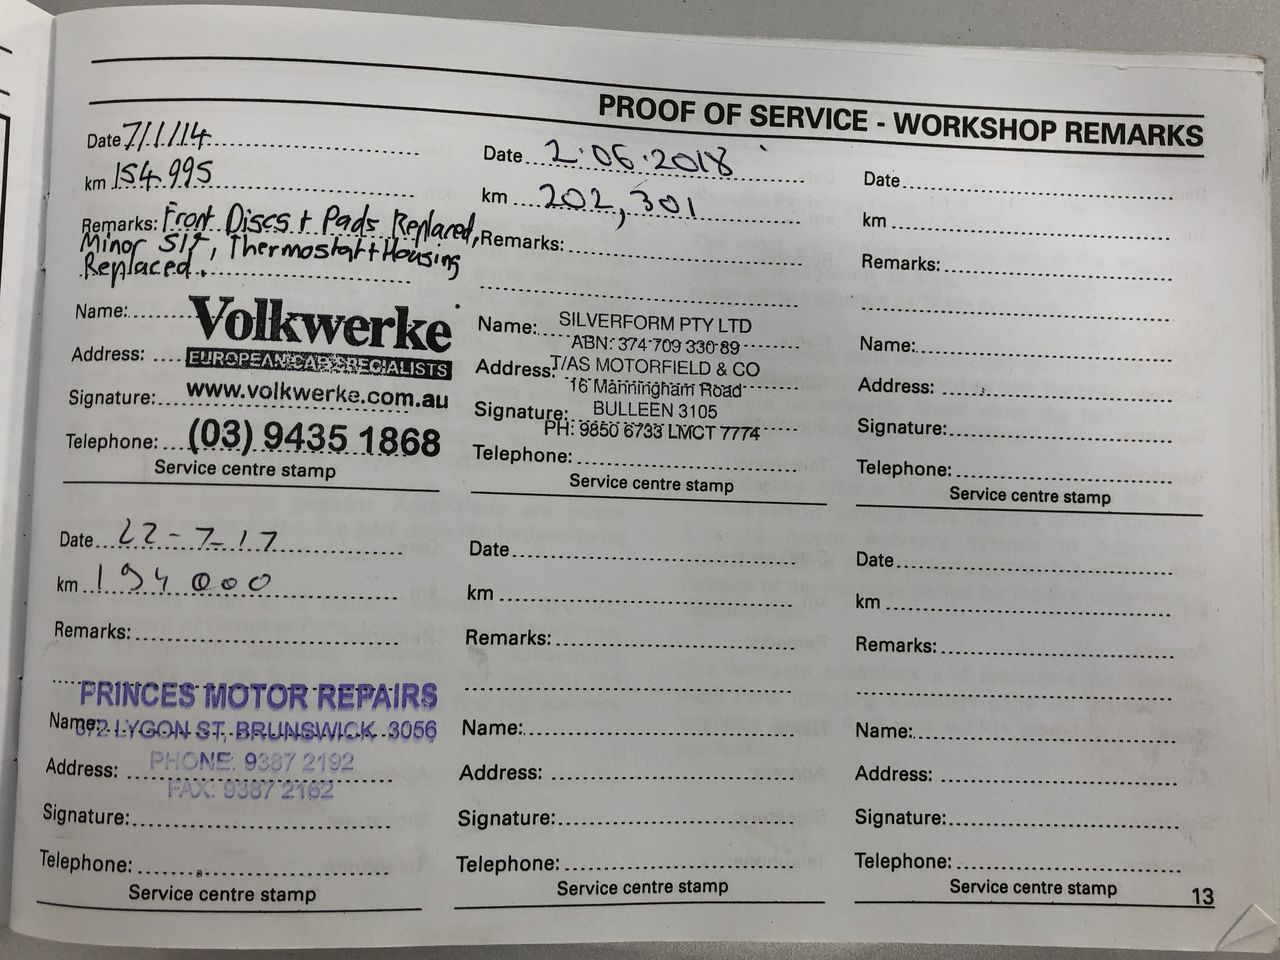 PROOF OF SERVICE - WORKSHOP REMARKS
Date 7/1/14
km 154 995
Remarks: Front Discs + Pads Replaced,
Minor S/, Thermostat + Housing
Replaced.
Name:
Volkwerke
EUROPEAN CAR SPECIALISTS
Address:
Signature: www.volkwerke.com.au
Telephone: (03) 9435 1868
Service centre stamp
Date 22-7-17
km 194 000
Remarks:
PRINCES MOTOR REPAIRS
Name: LYGON ST, BRUNSWICK 3056
PHONE: 9387 2192
Address:
FAX: 9387 2162
Signature:
Telephone:
Service centre stamp
Date 2.06.2018
km 202,301
Remarks:
Name: SILVERFORM PTY LTD
ABN: 374 709 330 89
Address: T/AS MOTORFIELD & CO
16 Manningham Road
Signature: BULLEEN 3105
PH: 9850 6733 LMCT 7774
Telephone:
Service centre stamp
Date
km
Remarks:
Name:
Address:
Signature:
Telephone:
Service centre stamp
Date
km
Remarks:
Name:
Address:
Signature:
Telephone:
Service centre stamp
Date
km
Remarks:
Name:
Address:
Signature:
Telephone:
Service centre stamp
13